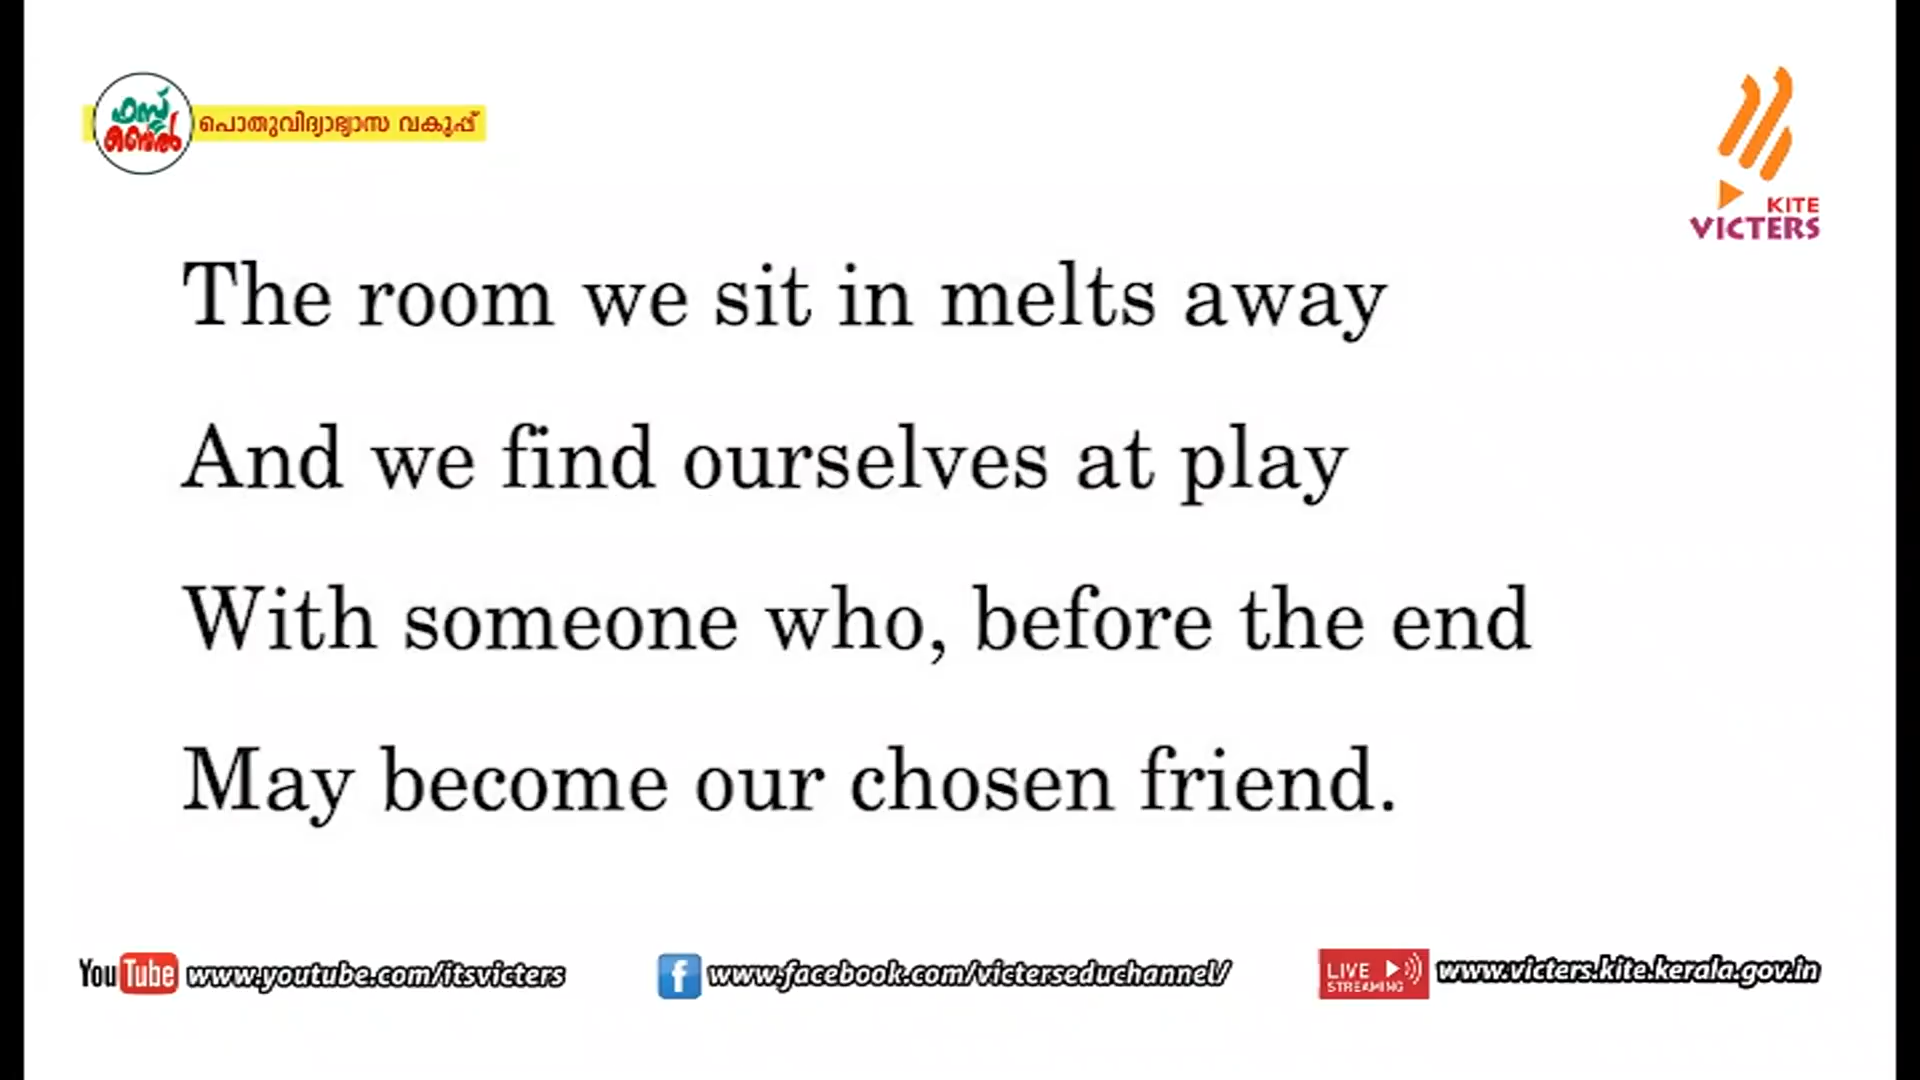 ഫസ്റ്റ്
ബെൽ
പൊതുവിദ്യാഭ്യാസ വകുപ്പ്
KITE
VICTERS
The room we sit in melts away
And we find ourselves at play
With someone who, before the end
May become our chosen friend.
YouTube www.youtube.com/itsvicters
f www.facebook.com/victerseduchannel/
LIVE
STREAMING
www.victers.kite.kerala.gov.in